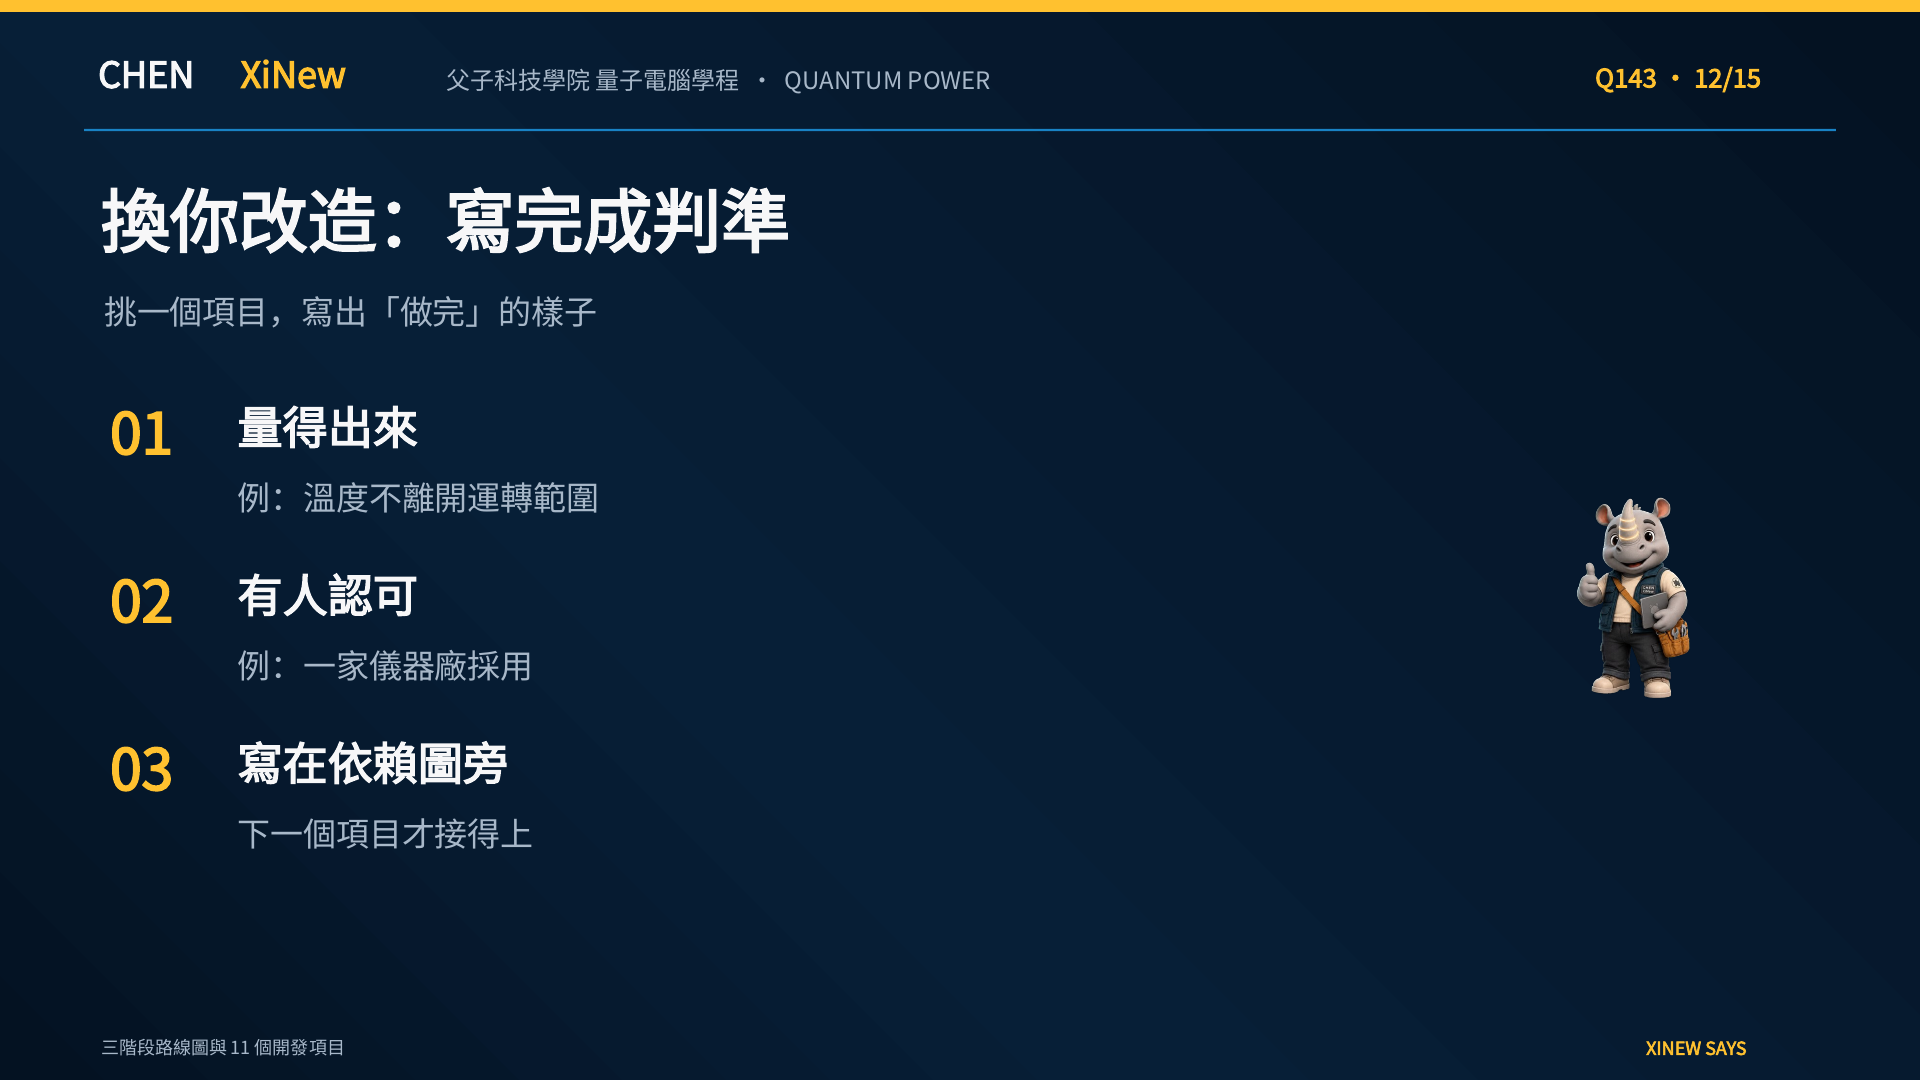 CHEN XiNew 父子科技學院 量子電腦學程 · QUANTUM POWER Q143 · 12/15
換你改造：寫完成判準
挑一個項目，寫出「做完」的樣子
01 量得出來
例：溫度不離開運轉範圍
02 有人認可
例：一家儀器廠採用
03 寫在依賴圖旁
下一個項目才接得上
三階段路線圖與 11 個開發項目 XINEW SAYS